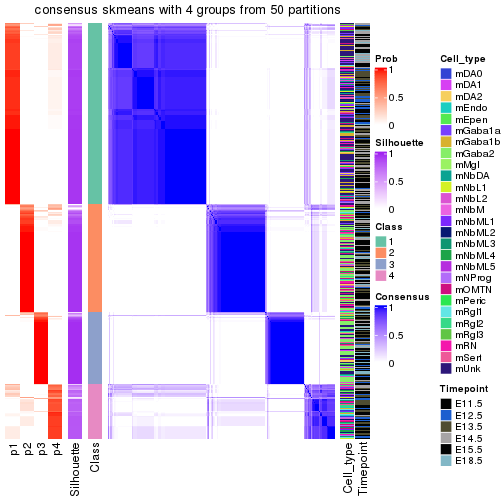 consensus skmeans with 4 groups from 50 partitions
Prob
1
0.5
0
Silhouette
1
0.5
0
Class
1
2
3
4
Consensus
1
0.5
0
Cell_type
mDA0
mDA1
mDA2
mEndo
mEpen
mGaba1a
mGaba1b
mGaba2
mMgl
mNbDA
mNbL1
mNbL2
mNbM
mNbML1
mNbML2
mNbML3
mNbML4
mNbML5
mNProg
mOMTN
mPeric
mRgl1
mRgl2
mRgl3
mRN
mSert
mUnk
Timepoint
E11.5
E12.5
E13.5
E14.5
E15.5
E18.5
p1
p2
p3
p4
Silhouette
Class
Cell_type
Timepoint